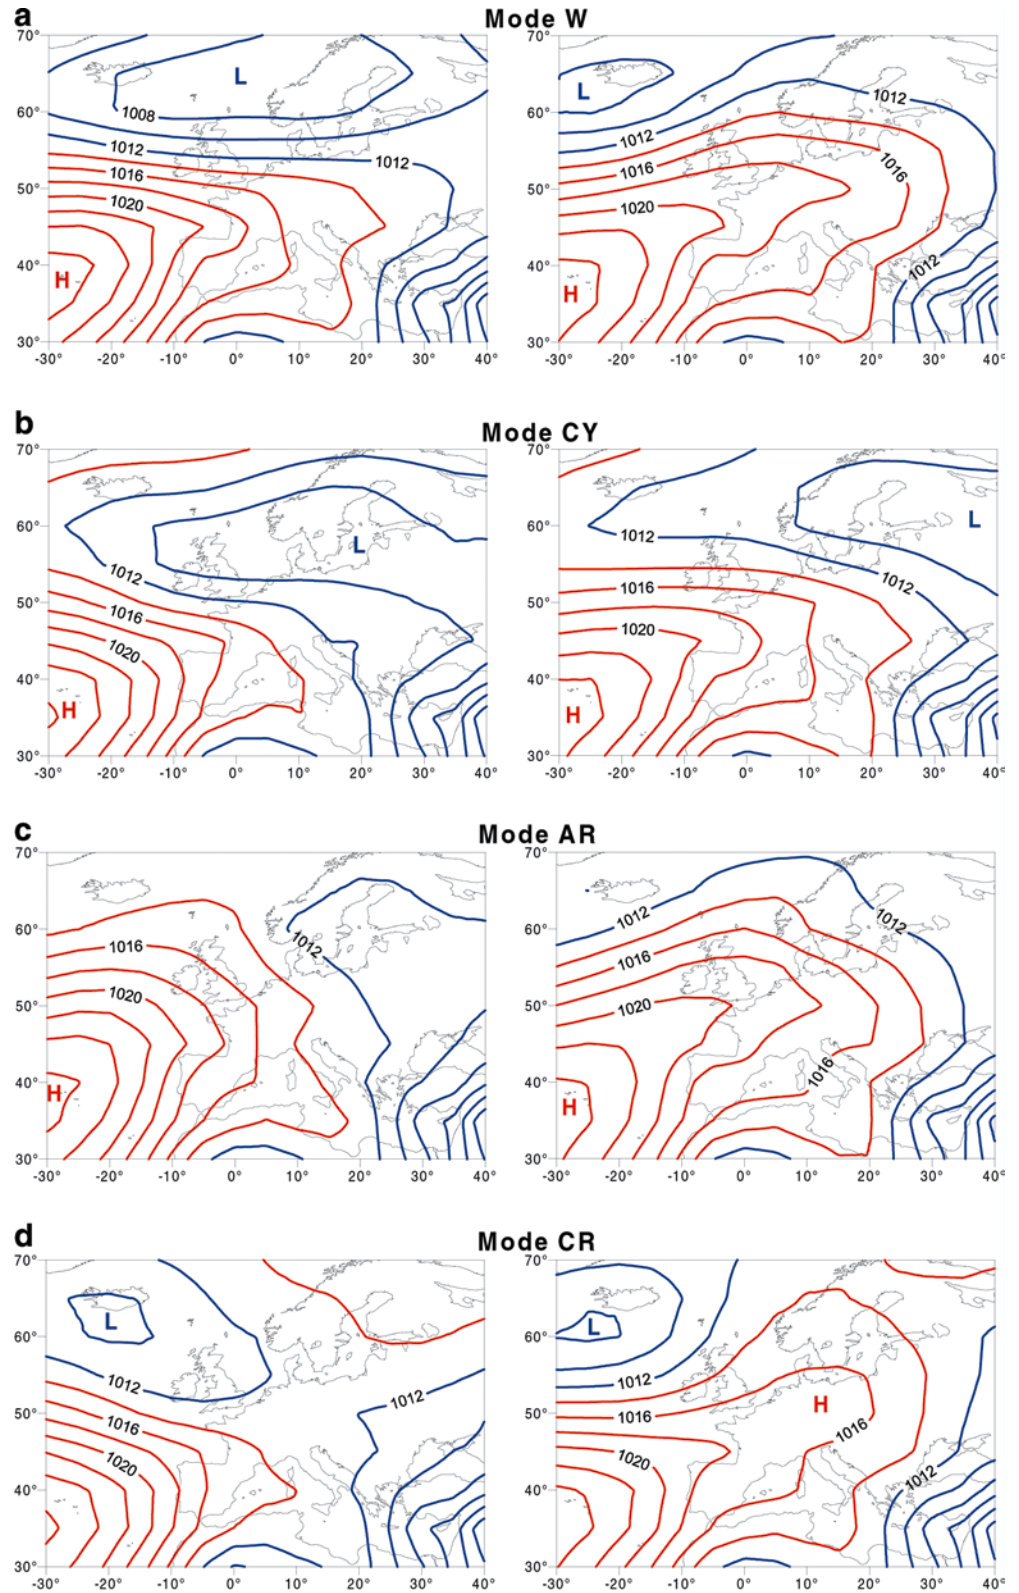 a
Mode W
70° 70°
L
L
60° 1008 60° 1012
1012 1012 1012
1016 1016 1016
50° 50°
1020 1020
40° 40° 1012
H H
30° 30°
-30° -20° -10° 0° 10° 20° 30° 40° -30° -20° -10° 0° 10° 20° 30° 40°
b
Mode CY
70° 70°
60° L 60° L
1012
1012 1012
50° 50° 1016
1016
1020 1020
40° 40°
H H
30° 30°
-30° -20° -10° 0° 10° 20° 30° 40° -30° -20° -10° 0° 10° 20° 30° 40°
c
Mode AR
70° 70°
60° 60° 1012 1012
1016 1012 1016
1020 1020
50° 50°
40° 40° 1016
H H
30° 30°
-30° -20° -10° 0° 10° 20° 30° 40° -30° -20° -10° 0° 10° 20° 30° 40°
d
Mode CR
70° 70°
60° L 60° L
1012 1012 1012
50° 50° 1016 H
1016 1016
1020 1020
40° 40° 1012
30° 30°
-30° -20° -10° 0° 10° 20° 30° 40° -30° -20° -10° 0° 10° 20° 30° 40°